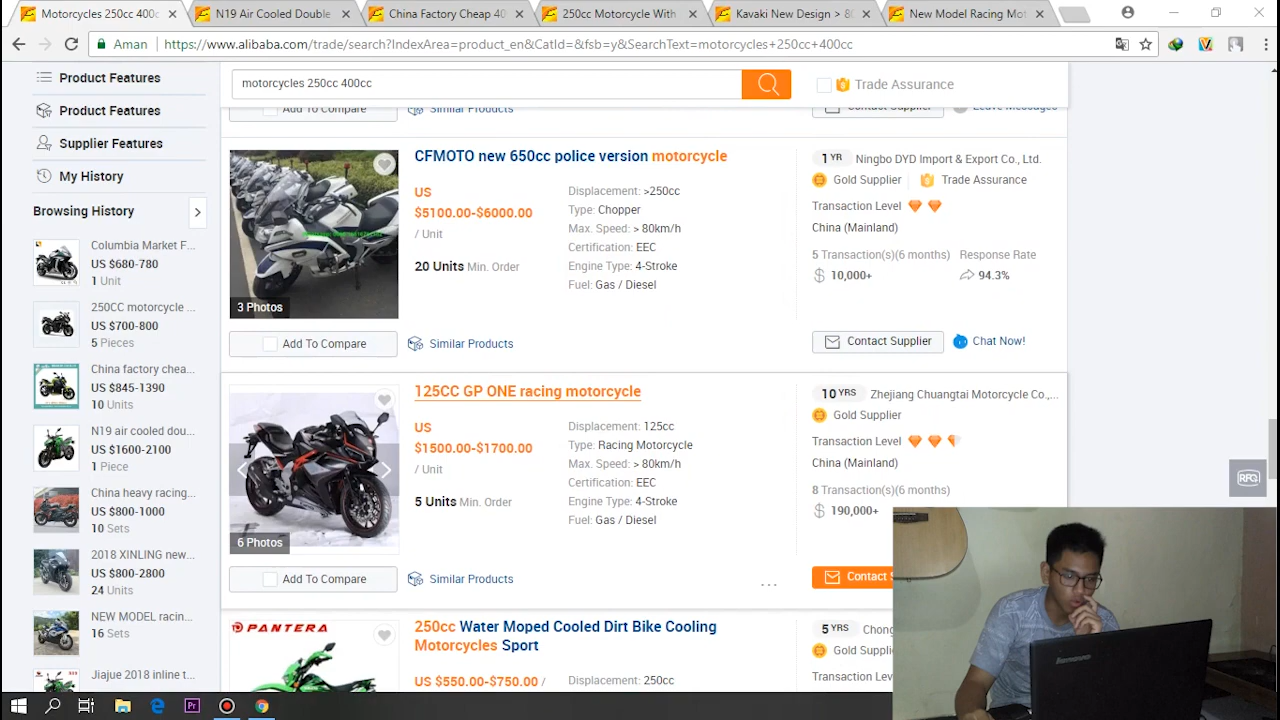 Motorcycles 250cc 400c
N19 Air Cooled Double
China Factory Cheap 40
250cc Motorcycle With
Kavaki New Design > 80
New Model Racing Mot
Aman
https://www.alibaba.com/trade/search?IndexArea=product_en&CatId=&fsb=y&SearchText=motorcycles+250cc+400cc
Product Features
Product Features
Supplier Features
My History
Browsing History
Columbia Market F...
US $680-780
1 Unit
250CC motorcycle ...
US $700-800
5 Pieces
China factory chea...
US $845-1390
10 Units
N19 air cooled dou...
US $1600-2100
1 Piece
China heavy racing...
US $800-1000
10 Sets
2018 XINLING new...
US $800-2800
24 Units
NEW MODEL racin...
16 Sets
Jiajue 2018 inline t...
motorcycles 250cc 400cc
Trade Assurance
Add To Compare
Similar Products
Contact Supplier
Leave Messages
CFMOTO new 650cc police version motorcycle
US
$5100.00-$6000.00
/ Unit
20 Units Min. Order
Displacement: >250cc
Type: Chopper
Max. Speed: > 80km/h
Certification: EEC
Engine Type: 4-Stroke
Fuel: Gas / Diesel
1 YR Ningbo DYD Import & Export Co., Ltd.
Gold Supplier Trade Assurance
Transaction Level
China (Mainland)
5 Transaction(s)(6 months) Response Rate
10,000+ 94.3%
3 Photos
Add To Compare
Similar Products
Contact Supplier
Chat Now!
125CC GP ONE racing motorcycle
US
$1500.00-$1700.00
/ Unit
5 Units Min. Order
Displacement: 125cc
Type: Racing Motorcycle
Max. Speed: > 80km/h
Certification: EEC
Engine Type: 4-Stroke
Fuel: Gas / Diesel
10 YRS Zhejiang Chuangtai Motorcycle Co.,...
Gold Supplier
Transaction Level
China (Mainland)
8 Transaction(s)(6 months)
190,000+
6 Photos
Add To Compare
Similar Products
...
Contact S
RFQ
PANTERA
250cc Water Moped Cooled Dirt Bike Cooling
Motorcycles Sport
US $550.00-$750.00 /
Displacement: 250cc
5 YRS Chong
Gold Supplie
Transaction Level
lenovo
Pr